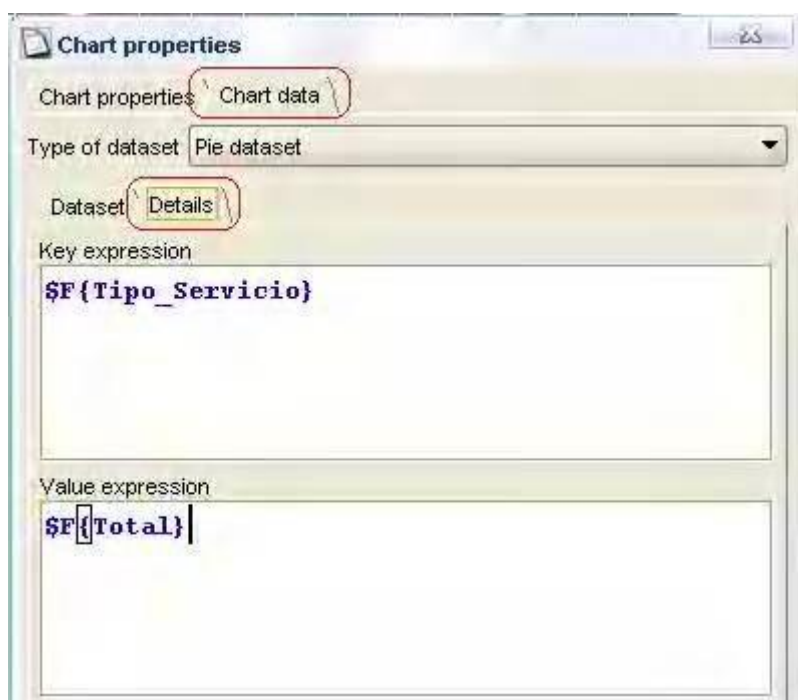 Chart properties
Chart properties Chart data
Type of dataset Pie dataset
Dataset Details
Key expression
$F{Tipo_Servicio}
Value expression
$F{Total}